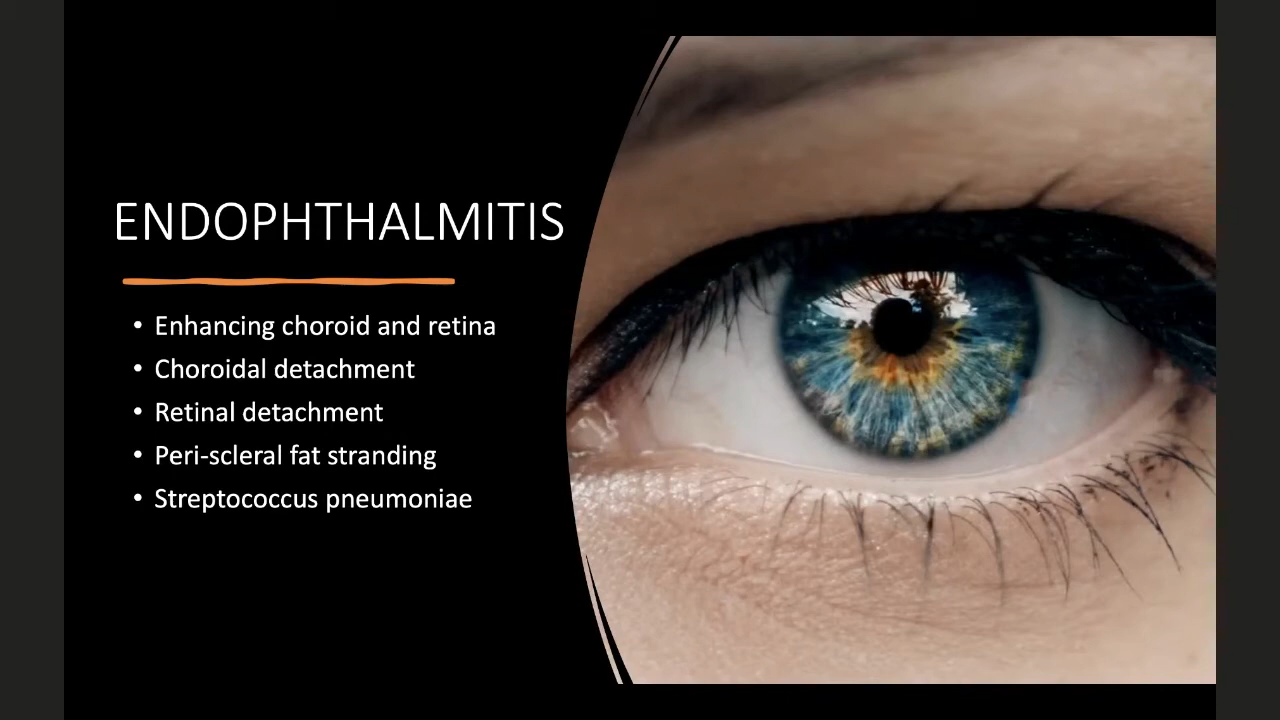 ENDOPHTHALMITIS
• Enhancing choroid and retina
• Choroidal detachment
• Retinal detachment
• Peri-scleral fat stranding
• Streptococcus pneumoniae